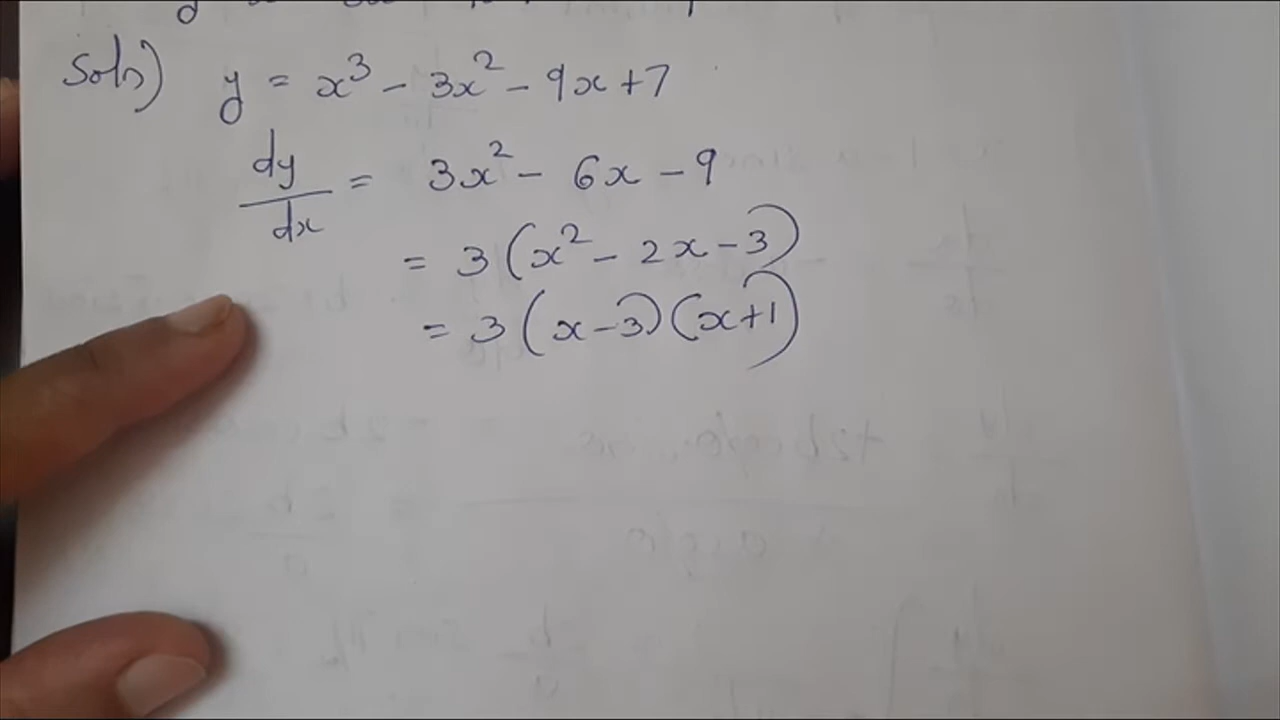 Soln) y = x³ - 3x² - 9x + 7
dy/dx = 3x² - 6x - 9
= 3(x² - 2x - 3)
= 3(x - 3)(x + 1)